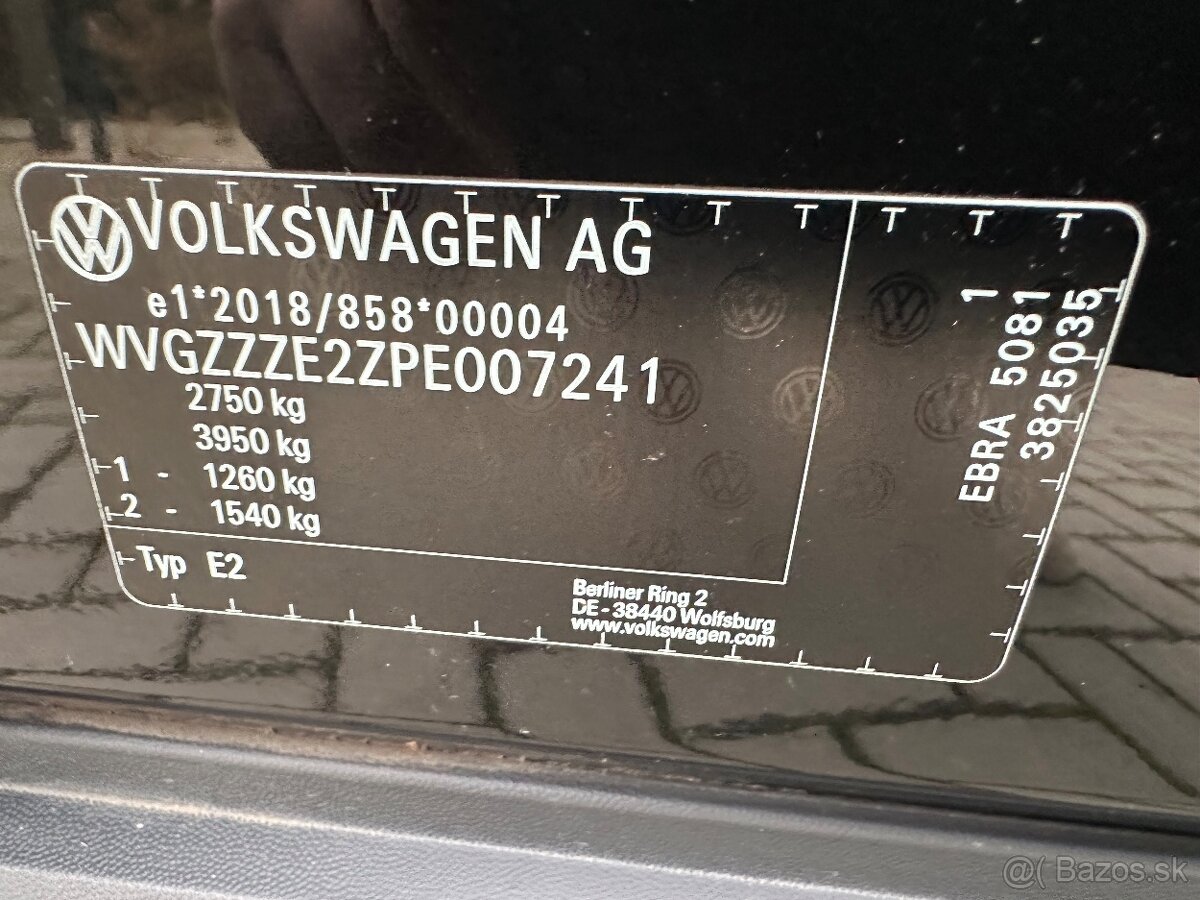 VOLKSWAGEN AG
e1*2018/858*00004
WVGZZZE2ZPE007241
2750 kg
3950 kg
1 - 1260 kg
2 - 1540 kg
Typ E2
Berliner Ring 2
DE - 38440 Wolfsburg
www.volkswagen.com
EBRA 5081 1
3825035
@( Bazos.sk